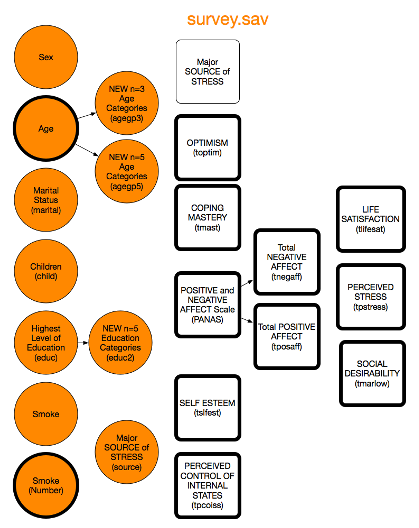 survey.sav
Sex
Major
SOURCE of
STRESS
NEW n=3
Age
Categories
(agegp3)
Age
OPTIMISM
(toptim)
NEW n=5
Age
Categories
(agegp5)
Marital
Status
(marital)
COPING
MASTERY
(tmast)
LIFE
SATISFACTION
(tlifesat)
Total
NEGATIVE
AFFECT
(tnegaff)
Children
(child)
POSITIVE and
NEGATIVE
AFFECT Scale
(PANAS)
PERCEIVED
STRESS
(tpstress)
Total POSITIVE
AFFECT
(tposaff)
Highest
Level of
Education
(educ)
NEW n=5
Education
Categories
(educ2)
SOCIAL
DESIRABILITY
(tmarlow)
Smoke
SELF ESTEEM
(tslfest)
Major
SOURCE of
STRESS
(source)
Smoke
(Number)
PERCEIVED
CONTROL OF
INTERNAL
STATES
(tpcoiss)